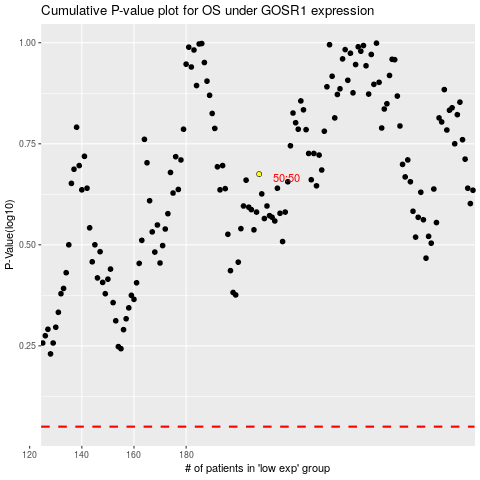 Cumulative P-value plot for OS under GOSR1 expression
P-Value(log10)
1.00
0.75
0.50
0.25
50:50
120 140 160 180
# of patients in 'low exp' group